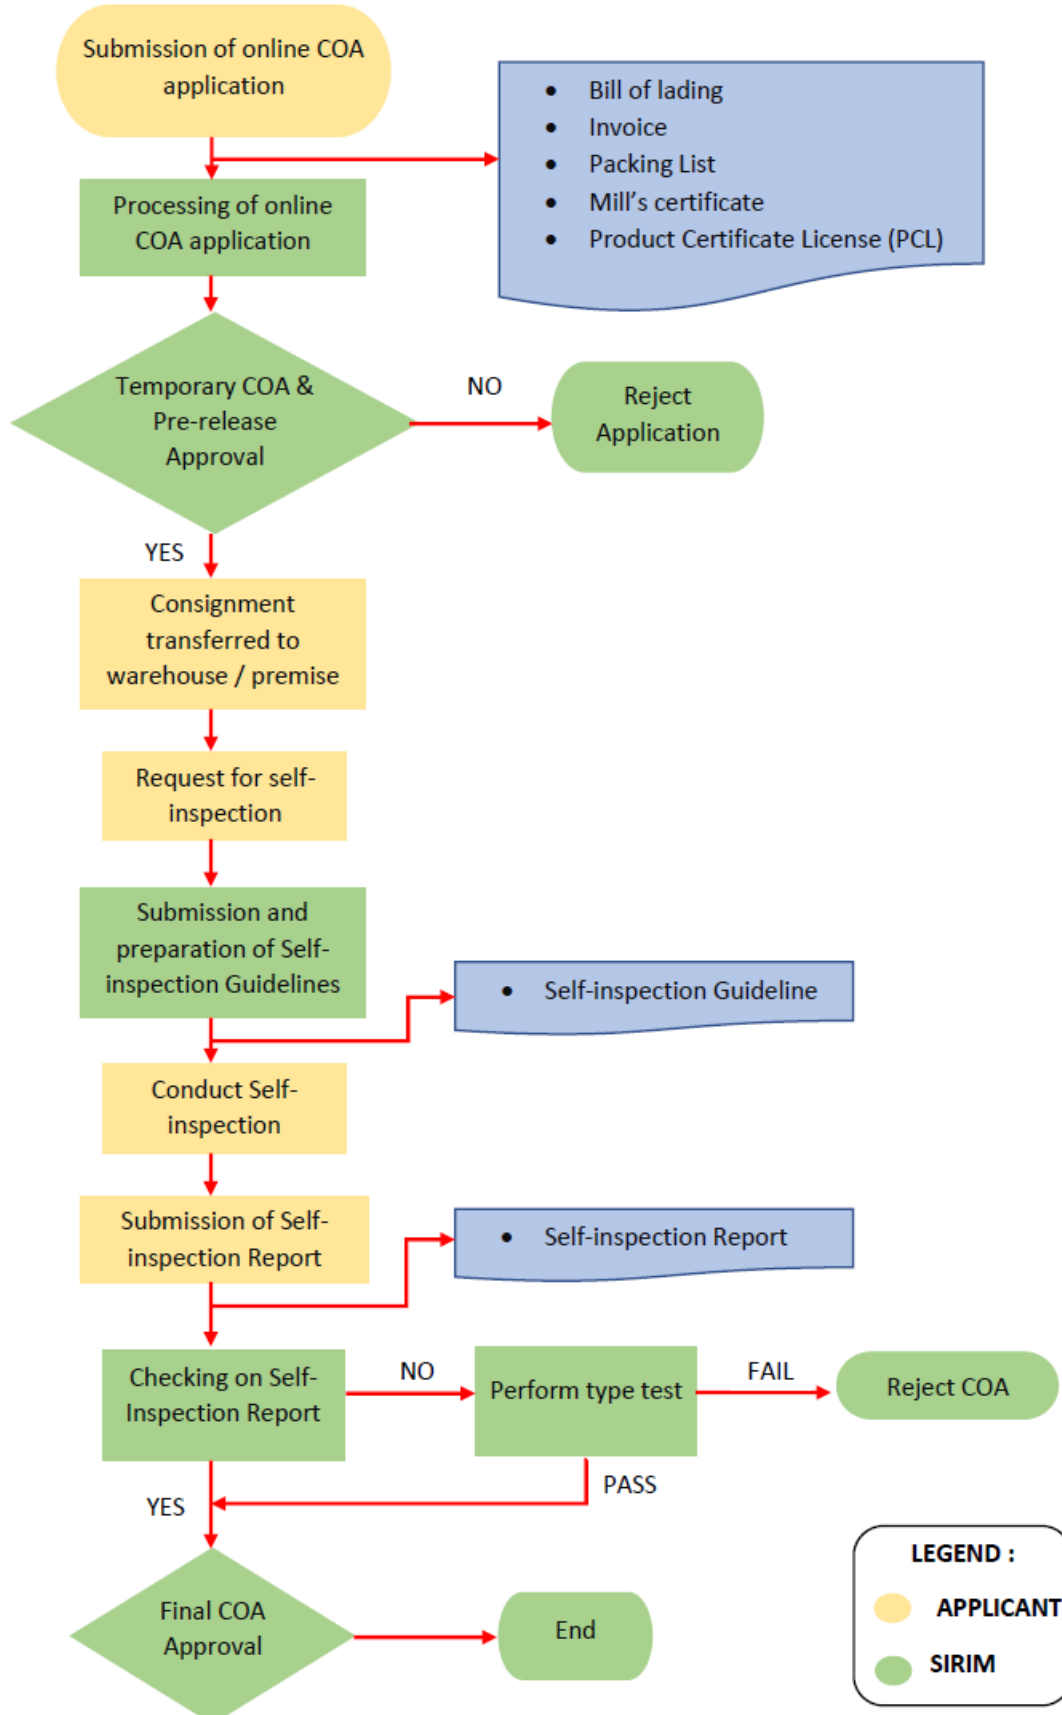 Submission of online COA
application
• Bill of lading
• Invoice
• Packing List
• Mill's certificate
• Product Certificate License (PCL)
Processing of online
COA application
Temporary COA &
Pre-release
Approval
NO
Reject
Application
YES
Consignment
transferred to
warehouse / premise
Request for self-
inspection
Submission and
preparation of Self-
inspection Guidelines
• Self-inspection Guideline
Conduct Self-
inspection
Submission of Self-
inspection Report
• Self-inspection Report
Checking on Self-
Inspection Report
NO
Perform type test
FAIL
Reject COA
YES
PASS
Final COA
Approval
End
LEGEND :
APPLICANT
SIRIM